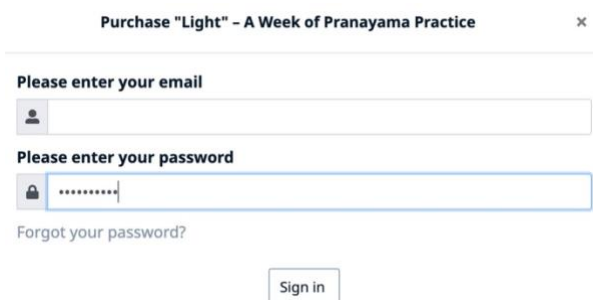 Purchase "Light" – A Week of Pranayama Practice ×
Please enter your email
Please enter your password
••••••••••
Forgot your password?
Sign in